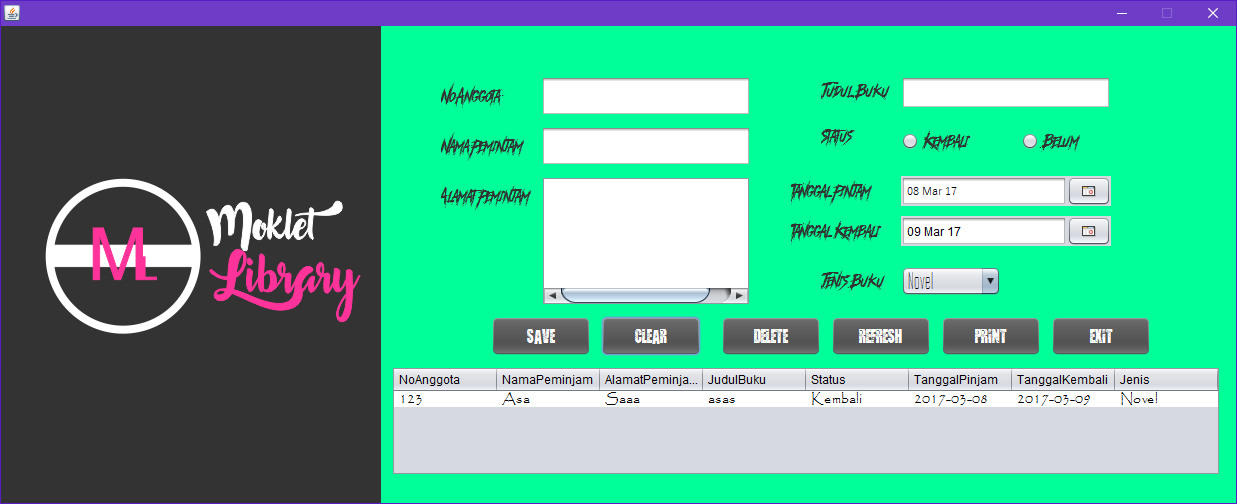 ML
Moklet
Library
NoAnggota
Judul Buku
Nama Peminjam
Status
Kembali
Belum
Alamat Peminjam
Tanggal Pinjam
08 Mar 17
Tanggal Kembali
09 Mar 17
Jenis Buku
Novel
SAVE CLEAR DELETE REFRESH PRINT EXIT
NoAnggota NamaPeminjam AlamatPeminja... JudulBuku Status TanggalPinjam TanggalKembali Jenis
123 Asa Saaa asas Kembali 2017-03-08 2017-03-09 Novel